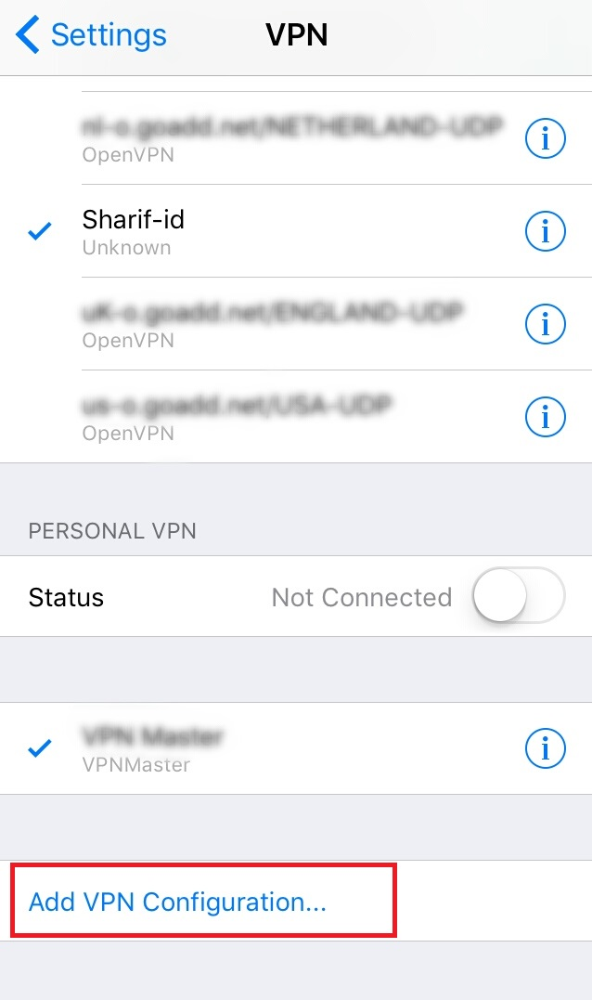 Settings
VPN
nl-o.goadd.net/NETHERLAND-UDP
OpenVPN
Sharif-id
Unknown
uK-o.goadd.net/ENGLAND-UDP
OpenVPN
us-o.goadd.net/USA-UDP
OpenVPN
PERSONAL VPN
Status Not Connected
VPN Master
VPNMaster
Add VPN Configuration...